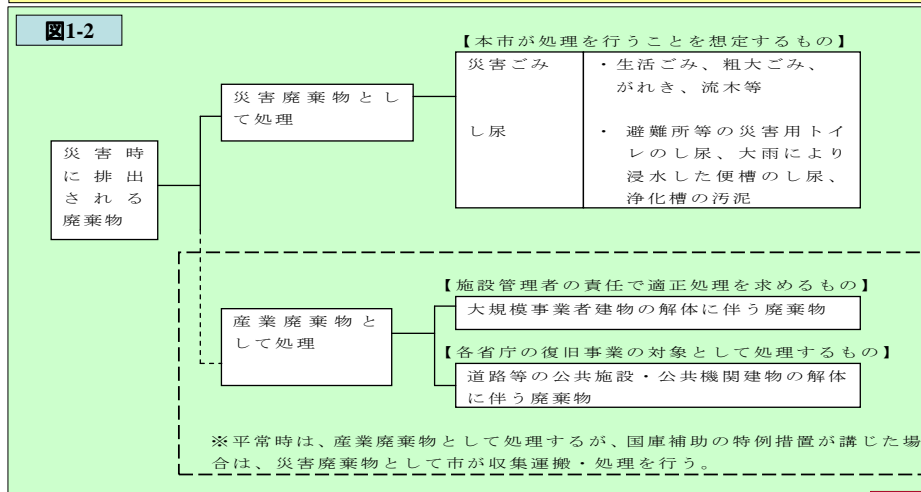 図1-2
【本市が処理を行うことを想定するもの】
災害ごみ
・生活ごみ、粗大ごみ、
がれき、流木等
災害廃棄物とし
て処理
し尿
・ 避難所等の災害用トイ
レのし尿、大雨により
浸水した便槽のし尿、
浄化槽の汚泥
災害時
に排出
される
廃棄物
【施設管理者の責任で適正処理を求めるもの】
大規模事業者建物の解体に伴う廃棄物
産業廃棄物と
して処理
【各省庁の復旧事業の対象として処理するもの】
道路等の公共施設・公共機関建物の解体
に伴う廃棄物
※平常時は、産業廃棄物として処理するが、国庫補助の特例措置が講じた場
合は、災害廃棄物として市が収集運搬・処理を行う。